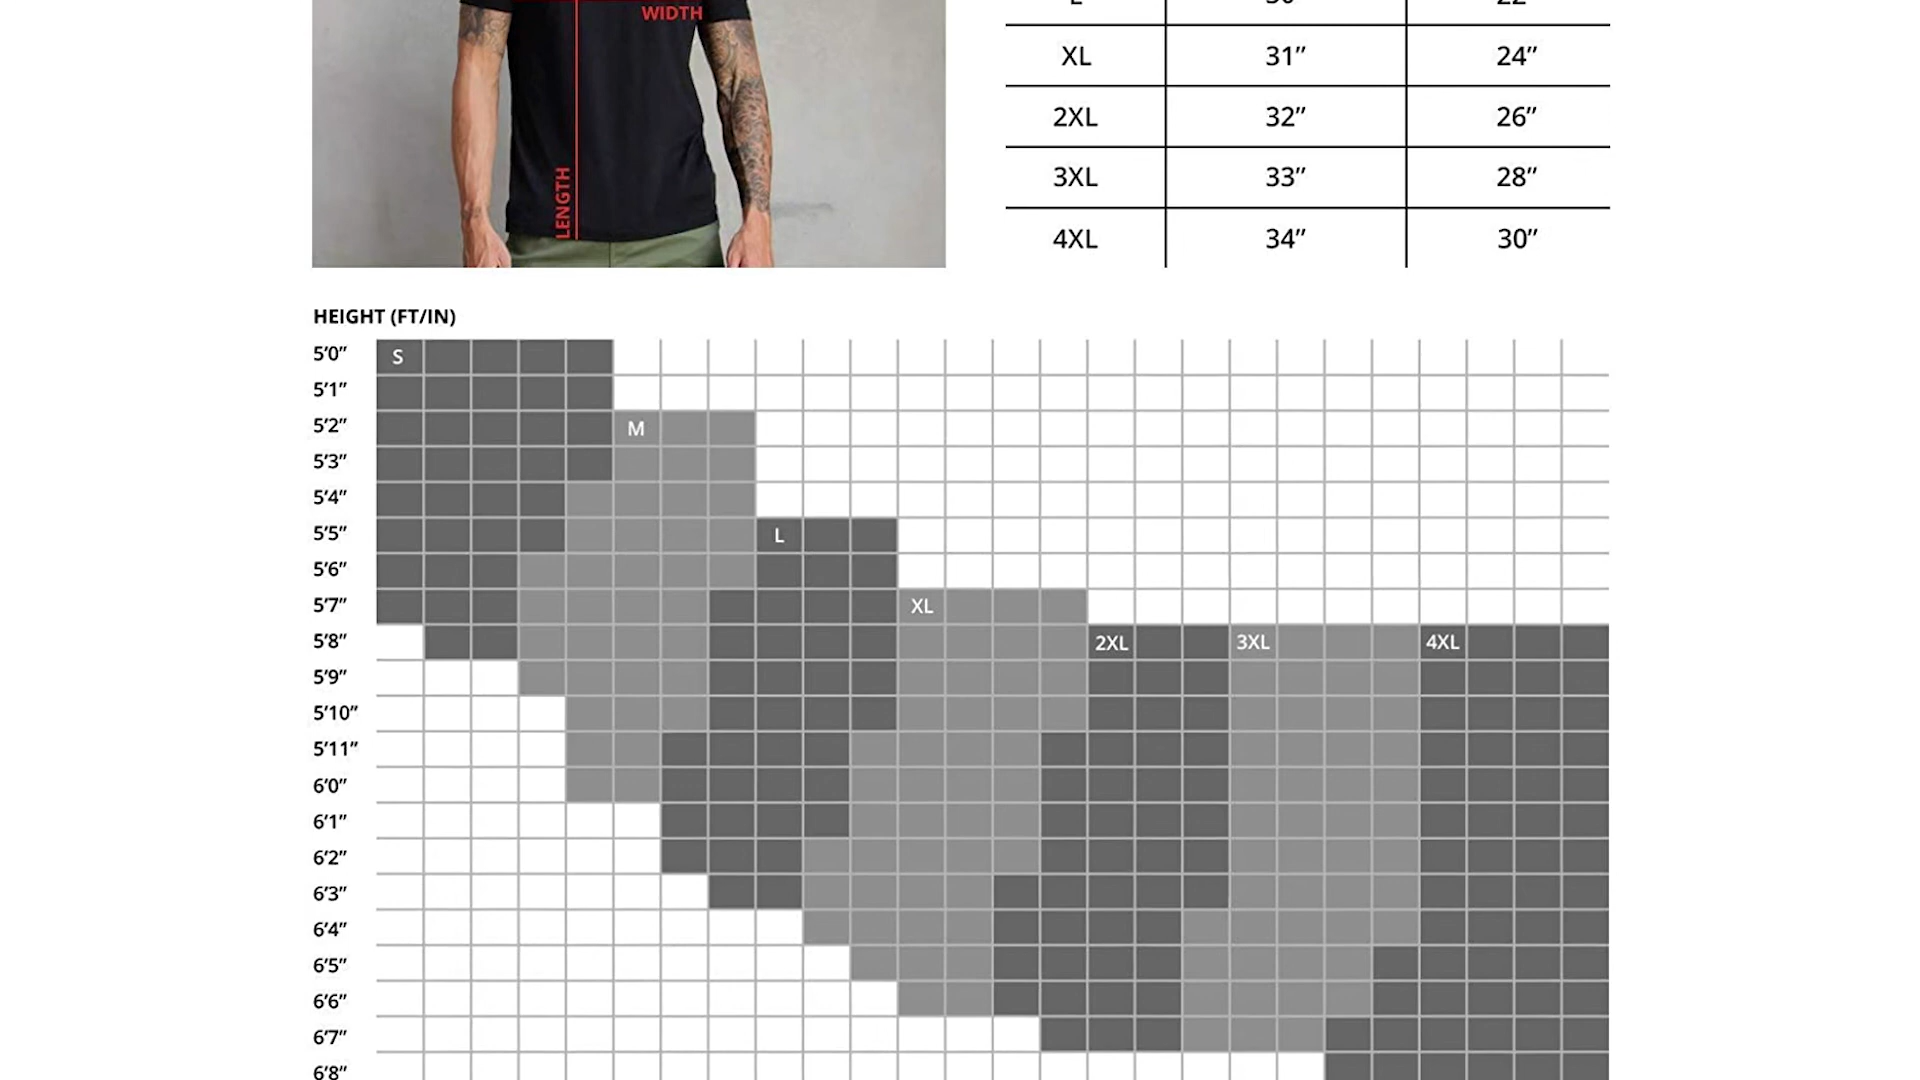 WIDTH
LENGTH
XL 31” 24”
2XL 32” 26”
3XL 33” 28”
4XL 34” 30”
HEIGHT (FT/IN)
5’0” S
5’1”
5’2” M
5’3”
5’4”
5’5” L
5’6”
5’7” XL
5’8” 2XL 3XL 4XL
5’9”
5’10”
5’11”
6’0”
6’1”
6’2”
6’3”
6’4”
6’5”
6’6”
6’7”
6’8”